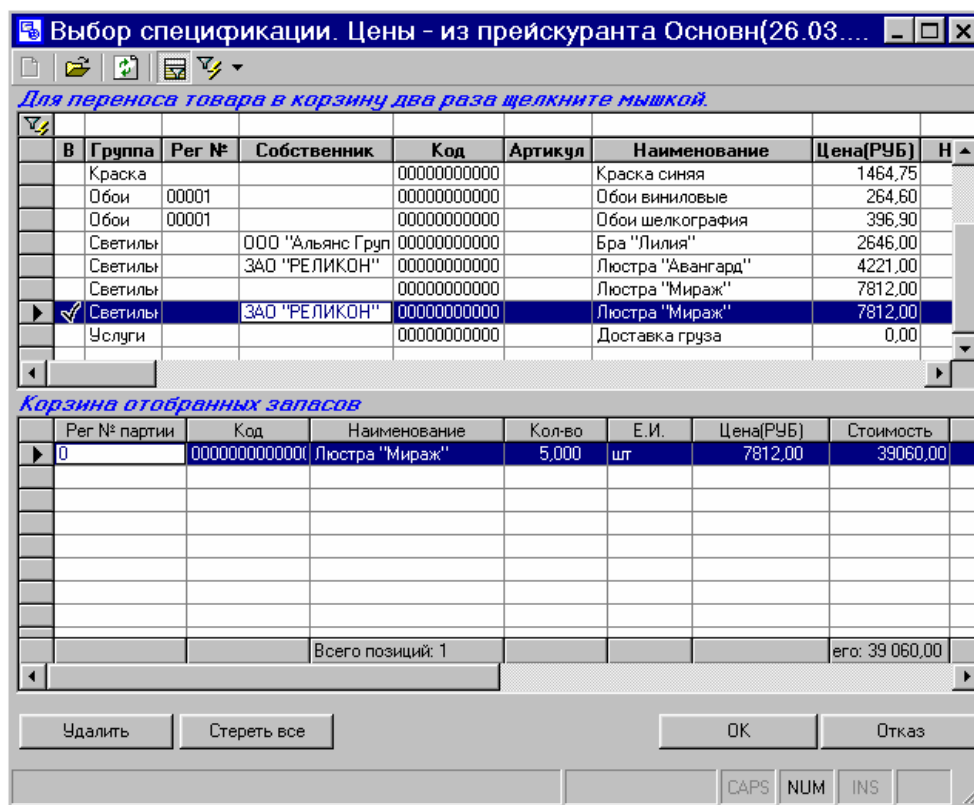 Выбор спецификации. Цены - из прейскуранта Основн(26.03....
Для переноса товара в корзину два раза щелкните мышкой.
В Группа Рег № Собственник Код Артикул Наименование Цена(РУБ) Н
Краска 00000000000 Краска синяя 1464,75
Обои 00001 00000000000 Обои виниловые 264,60
Обои 00001 00000000000 Обои шелкография 396,90
Светильн ООО "Альянс Груп 00000000000 Бра "Лилия" 2646,00
Светильн ЗАО "РЕЛИКОН" 00000000000 Люстра "Авангард" 4221,00
Светильн 00000000000 Люстра "Мираж" 7812,00
Светильн ЗАО "РЕЛИКОН" 00000000000 Люстра "Мираж" 7812,00
Услуги 00000000000 Доставка груза 0,00
Корзина отобранных запасов
Рег № партии Код Наименование Кол-во Е.И. Цена(РУБ) Стоимость
0 0000000000000 Люстра "Мираж" 5,000 шт 7812,00 39060,00
Всего позиций: 1 его: 39 060,00
Удалить Стереть все ОК Отказ
CAPS NUM INS